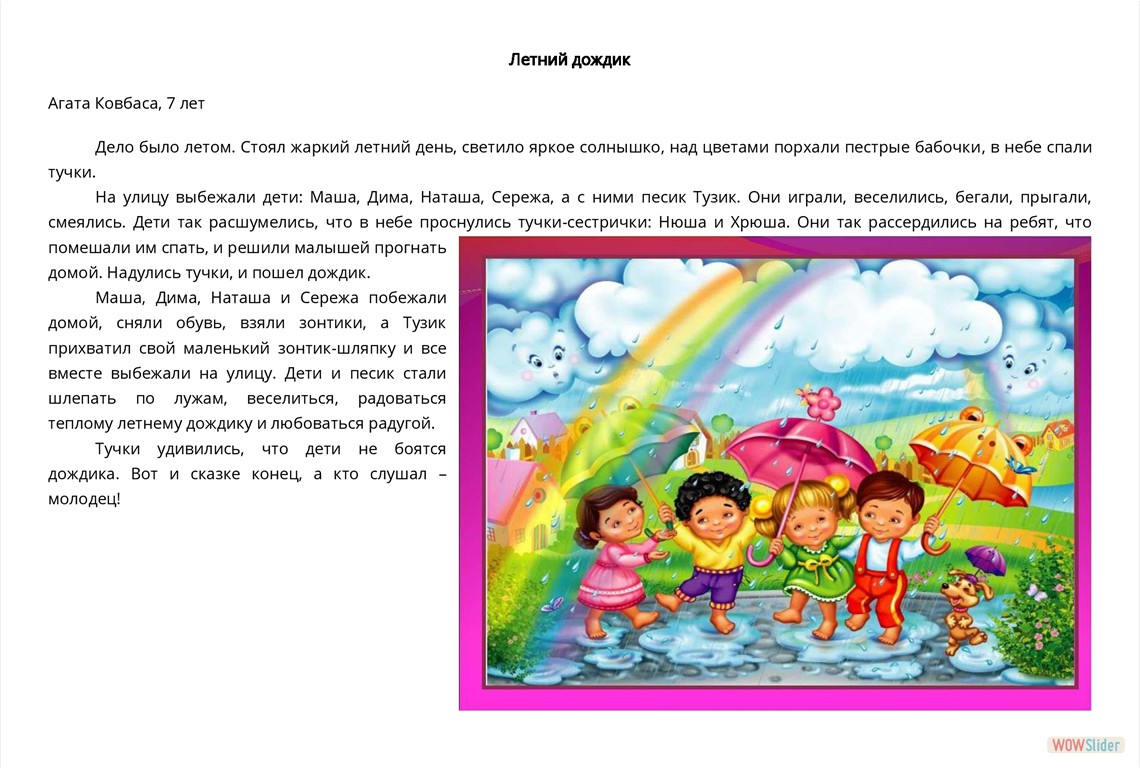 Летний дождик
Агата Ковбаса, 7 лет
Дело было летом. Стоял жаркий летний день, светило яркое солнышко, над цветами порхали пестрые бабочки, в небе спали
тучки.
На улицу выбежали дети: Маша, Дима, Наташа, Сережа, а с ними песик Тузик. Они играли, веселились, бегали, прыгали,
смеялись. Дети так расшумелись, что в небе проснулись тучки-сестрички: Нюша и Хрюша. Они так рассердились на ребят, что
помешали им спать, и решили малышей прогнать
домой. Надулись тучки, и пошел дождик.
Маша, Дима, Наташа и Сережа побежали
домой, сняли обувь, взяли зонтики, а Тузик
прихватил свой маленький зонтик-шляпку и все
вместе выбежали на улицу. Дети и песик стали
шлепать по лужам, веселиться, радоваться
теплому летнему дождику и любоваться радугой.
Тучки удивились, что дети не боятся
дождика. Вот и сказке конец, а кто слушал –
молодец!
WOWSlider